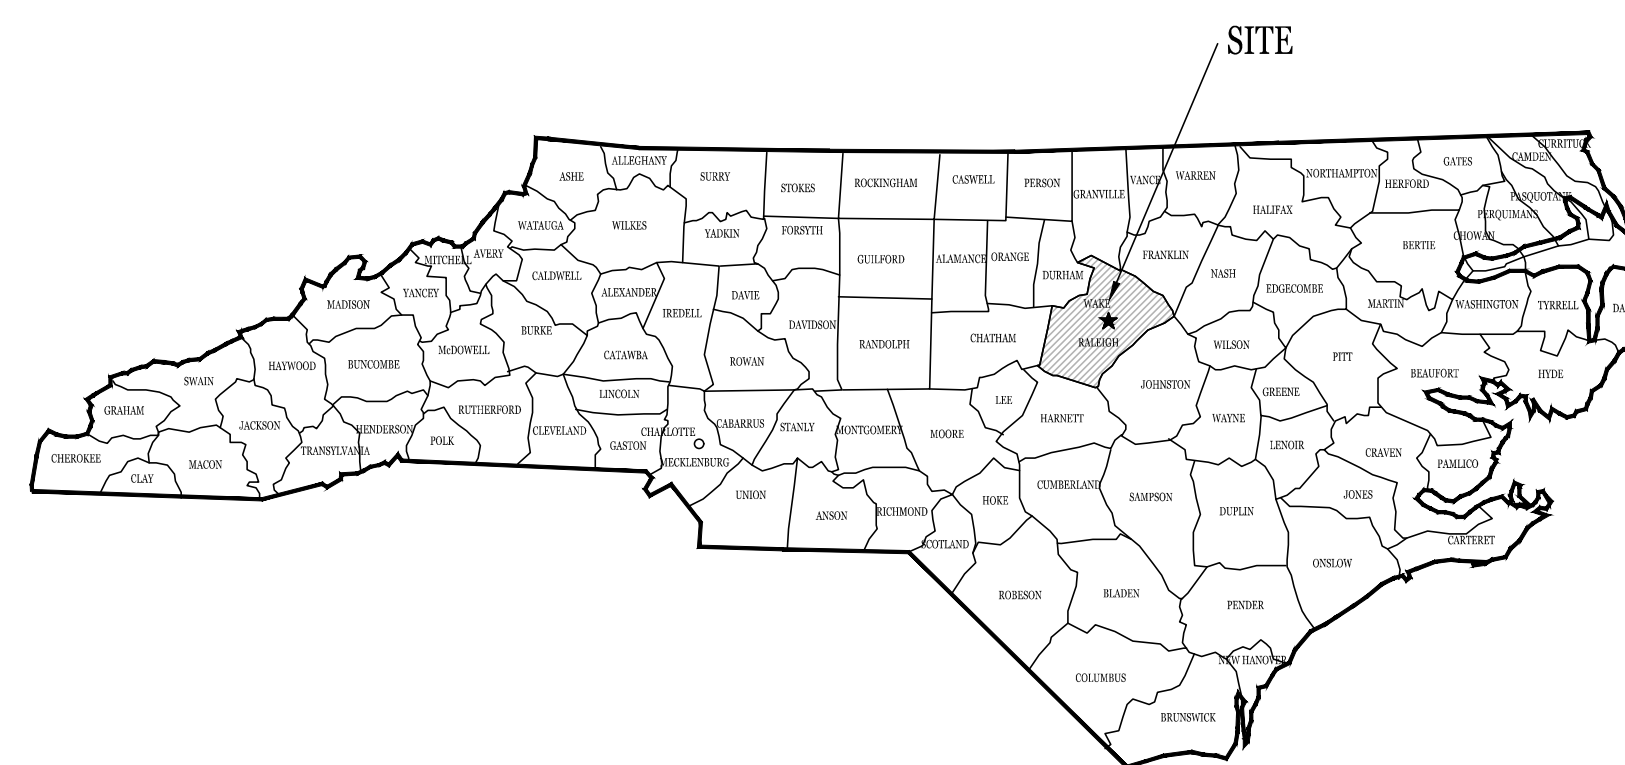 SITE
CURRITUCK
ALLEGHANY
GATES
CAMDEN
ASHE
SURRY
STOKES
ROCKINGHAM
CASWELL
PERSON
GRANVILLE
VANCE
WARREN
NORTHAMPTON
HERFORD
PASQUOTANK
HALIFAX
PERQUIMANS
WATAUGA
WILKES
YADKIN
FORSYTH
CHOWAN
BERTIE
AVERY
MITCHELL
GUILFORD
ALAMANCE
ORANGE
FRANKLIN
CALDWELL
DURHAM
NASH
YANCEY
ALEXANDER
DAVIE
EDGECOMBE
MADISON
WAKE
MARTIN
WASHINGTON
TYRRELL
DA
IREDELL
DAVIDSON
BURKE
RANDOLPH
CHATHAM
RALEIGH
WILSON
McDOWELL
CATAWBA
ROWAN
PITT
HAYWOOD
BUNCOMBE
BEAUFORT
HYDE
SWAIN
JOHNSTON
LINCOLN
LEE
GREENE
GRAHAM
RUTHERFORD
HARNETT
WAYNE
JACKSON
HENDERSON
CLEVELAND
CHARLOTTE
CABARRUS
STANLY
MONTGOMERY
MOORE
POLK
GASTON
LENOIR
TRANSYLVANIA
CRAVEN
CHEROKEE
MACON
MECKLENBURG
PAMLICO
CLAY
CUMBERLAND
UNION
HOKE
SAMPSON
JONES
ANSON
RICHMOND
DUPLIN
SCOTLAND
CARTERET
ONSLOW
ROBESON
BLADEN
PENDER
NEW HANOVER
COLUMBUS
BRUNSWICK